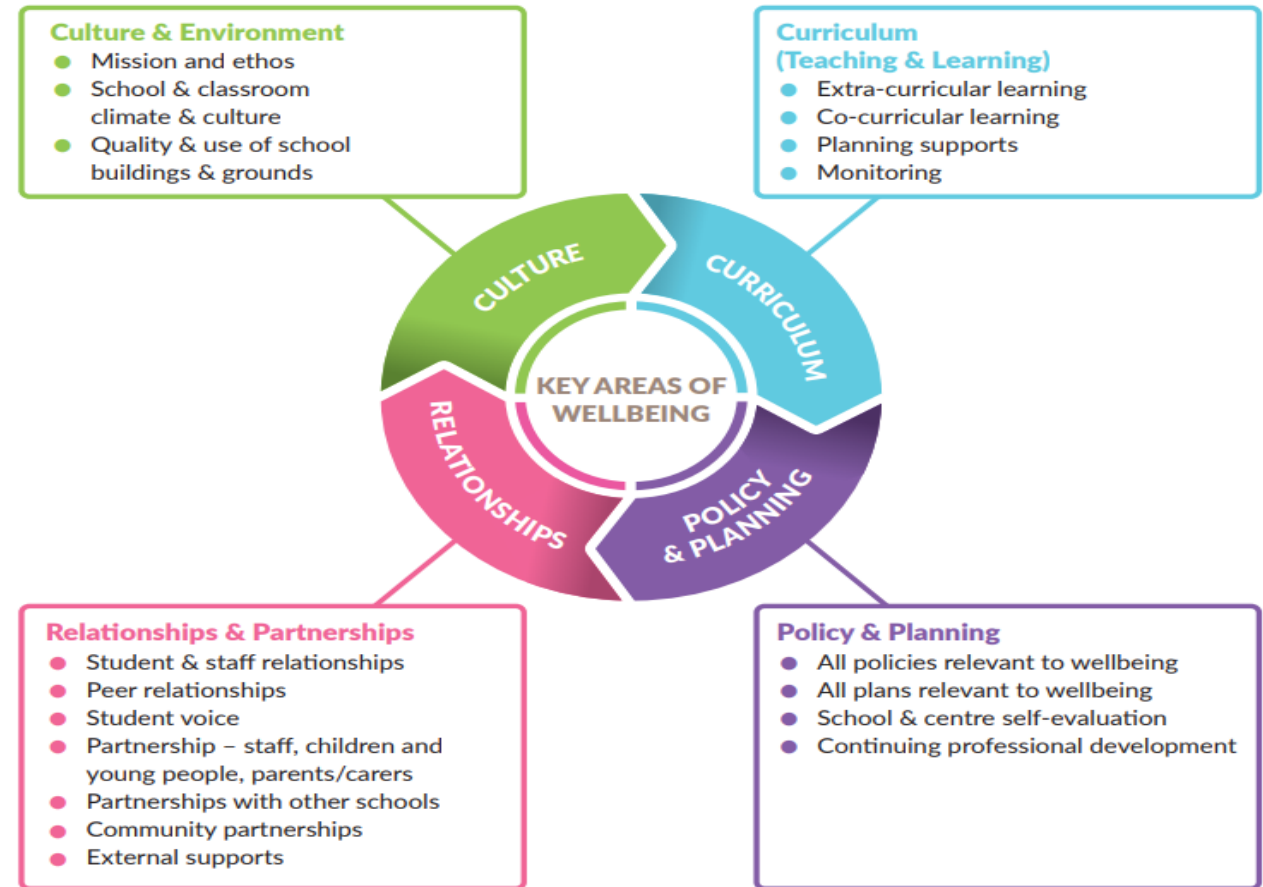 Culture & Environment
● Mission and ethos
● School & classroom
climate & culture
● Quality & use of school
buildings & grounds
Curriculum
(Teaching & Learning)
● Extra-curricular learning
● Co-curricular learning
● Planning supports
● Monitoring
CULTURE
CURRICULUM
KEY AREAS OF
WELLBEING
RELATIONSHIPS
POLICY
& PLANNING
Relationships & Partnerships
● Student & staff relationships
● Peer relationships
● Student voice
● Partnership – staff, children and
young people, parents/carers
● Partnerships with other schools
● Community partnerships
● External supports
Policy & Planning
● All policies relevant to wellbeing
● All plans relevant to wellbeing
● School & centre self-evaluation
● Continuing professional development